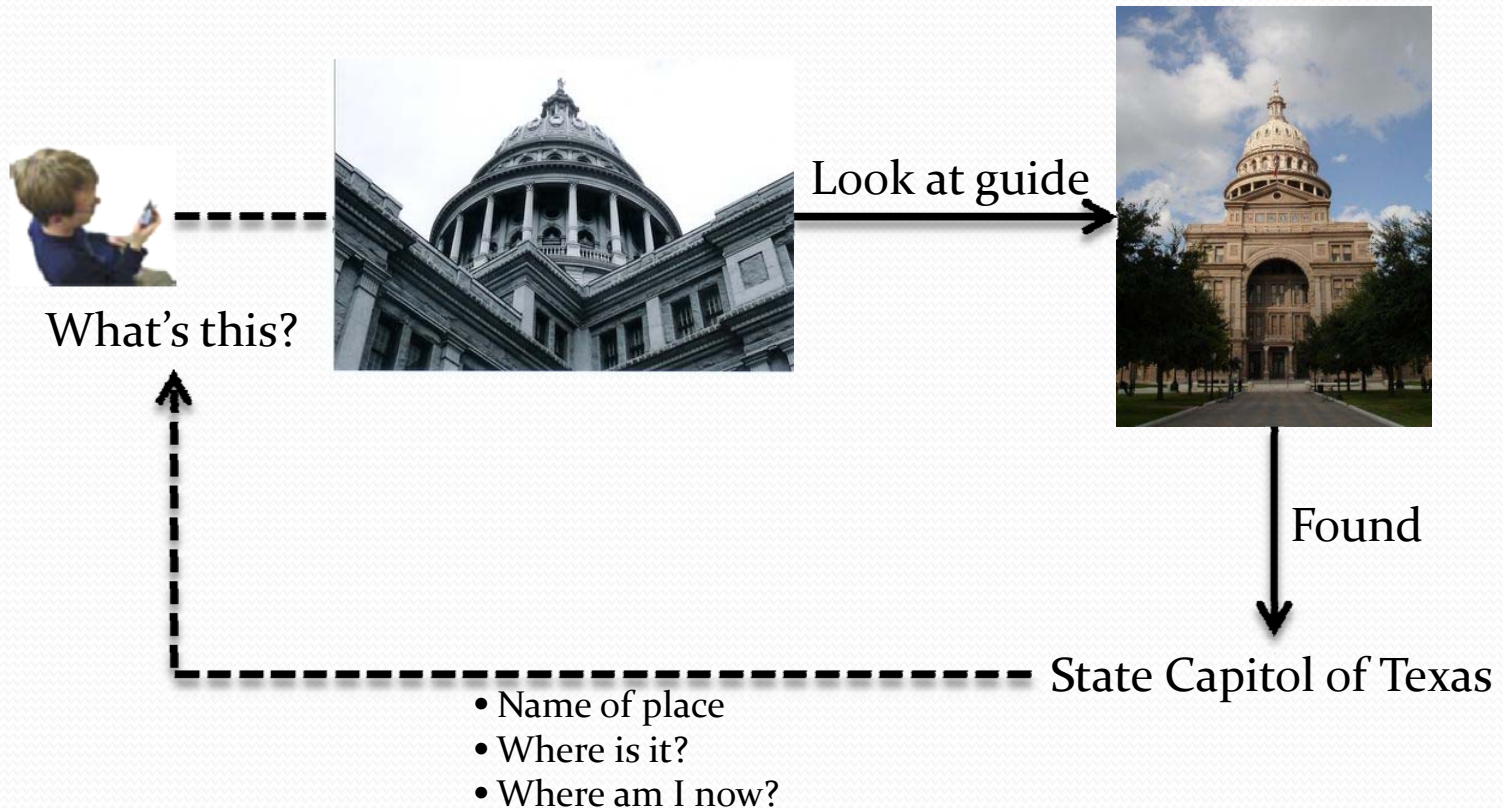 Look at guide
What's this?
Found
State Capitol of Texas
• Name of place
• Where is it?
• Where am I now?